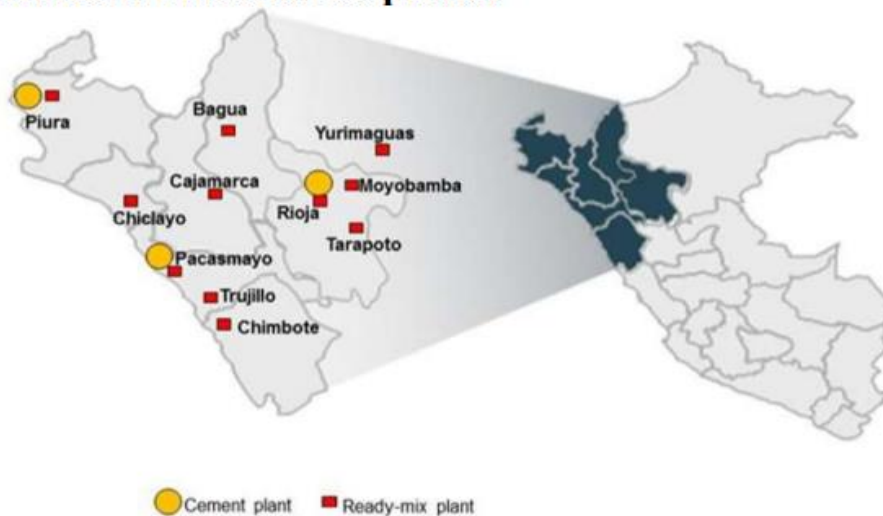 Piura
Bagua
Yurimaguas
Cajamarca
Moyobamba
Rioja
Chiclayo
Tarapoto
Pacasmayo
Trujillo
Chimbote
Cement plant
Ready-mix plant